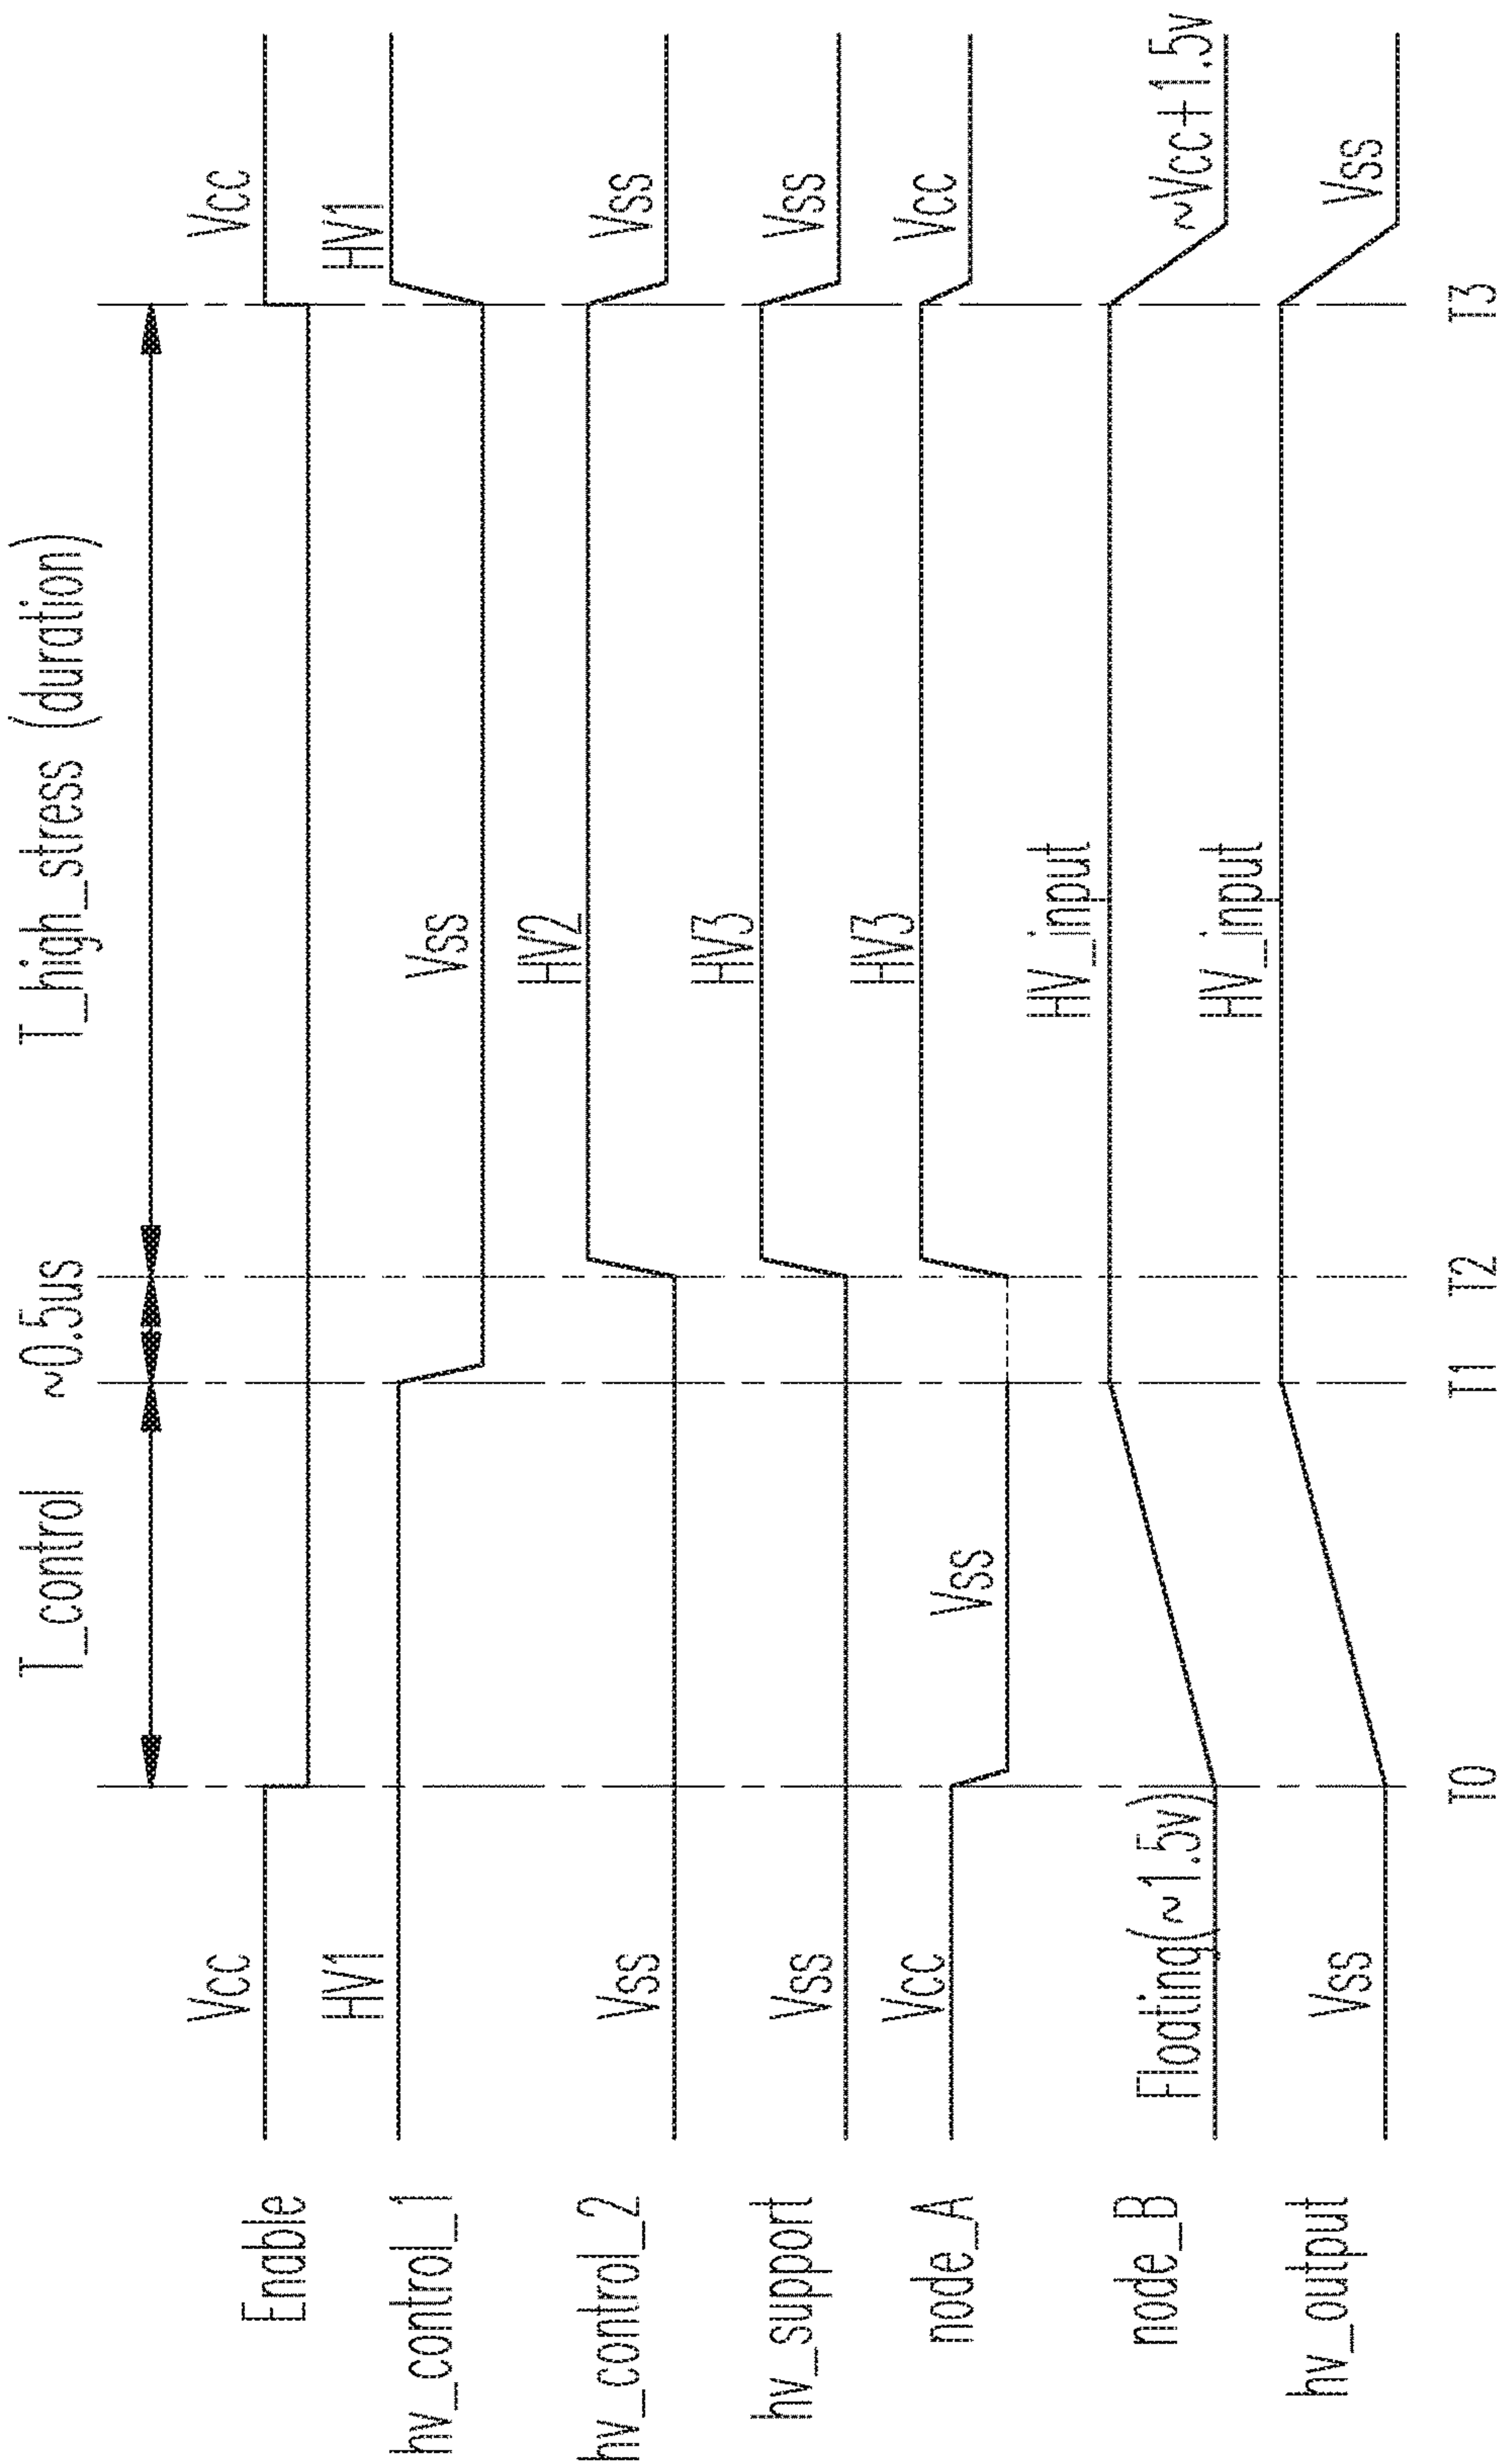 T_control ~0.5us T_high_stress (duration)
Enable Vcc Vcc
hv_control_1 HV1 Vss HV1
hv_control_2 Vss HV2 Vss
hv_support Vss HV3 Vss
node_A Vcc Vss HV3 Vcc
node_B Floating(~1.5v) HV_input ~Vcc+1.5v
hv_output Vss HV_input Vss
T0 T1 T2 T3